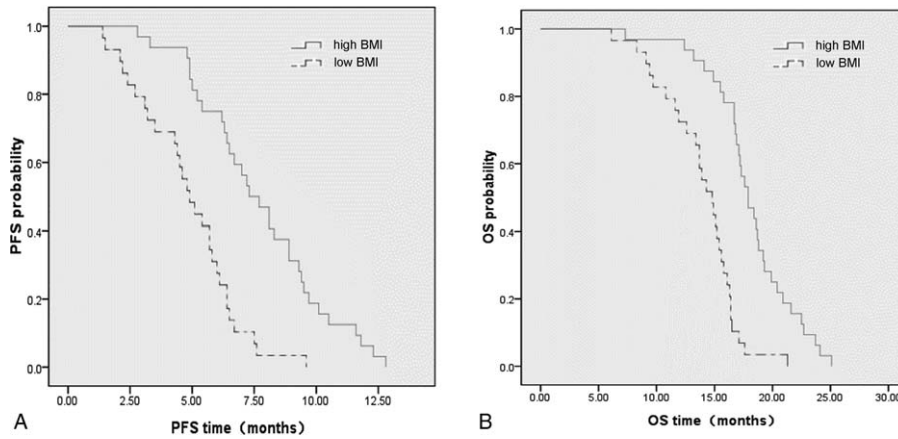 high BMI
low BMI
PFS probability
1.0
0.8
0.6
0.4
0.2
0.0
0.00 2.50 5.00 7.50 10.00 12.50
PFS time（months）
A
high BMI
low BMI
OS probability
1.0
0.8
0.6
0.4
0.2
0.0
0.00 5.00 10.00 15.00 20.00 25.00 30.00
OS time（months）
B